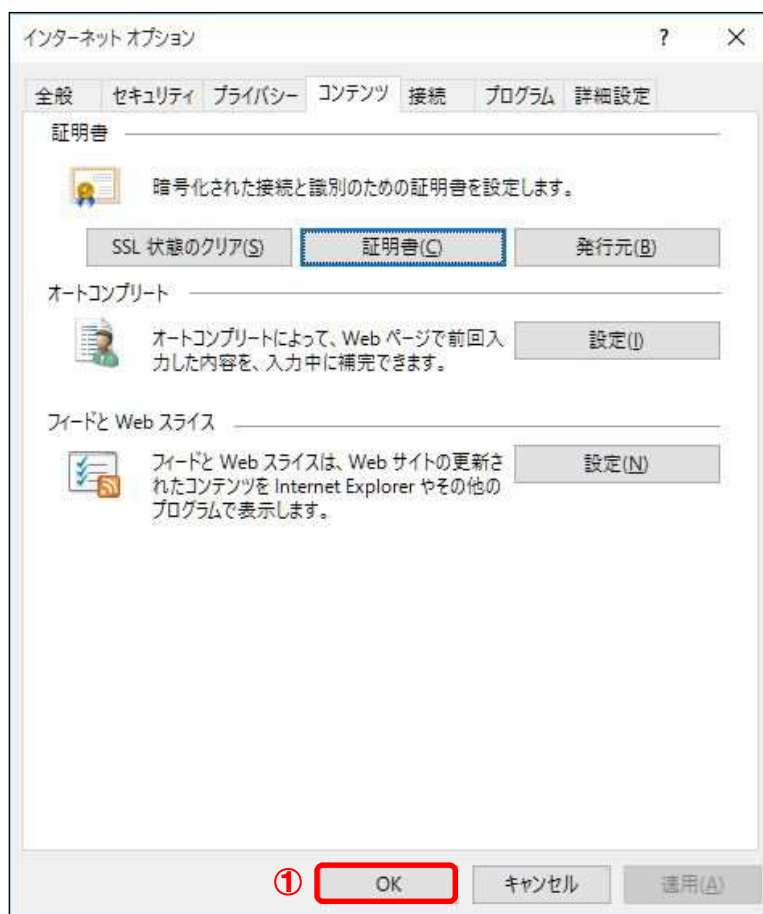 インターネット オプション ? ×
全般 セキュリティ プライバシー コンテンツ 接続 プログラム 詳細設定
証明書
暗号化された接続と識別のための証明書を設定します。
SSL 状態のクリア(S) 証明書(C) 発行元(B)
オートコンプリート
オートコンプリートによって、Web ページで前回入
力した内容を、入力中に補完できます。
設定(I)
フィードと Web スライス
フィードと Web スライスは、Web サイトの更新さ
れたコンテンツを Internet Explorer やその他の
プログラムで表示します。
設定(N)
① OK キャンセル 適用(A)